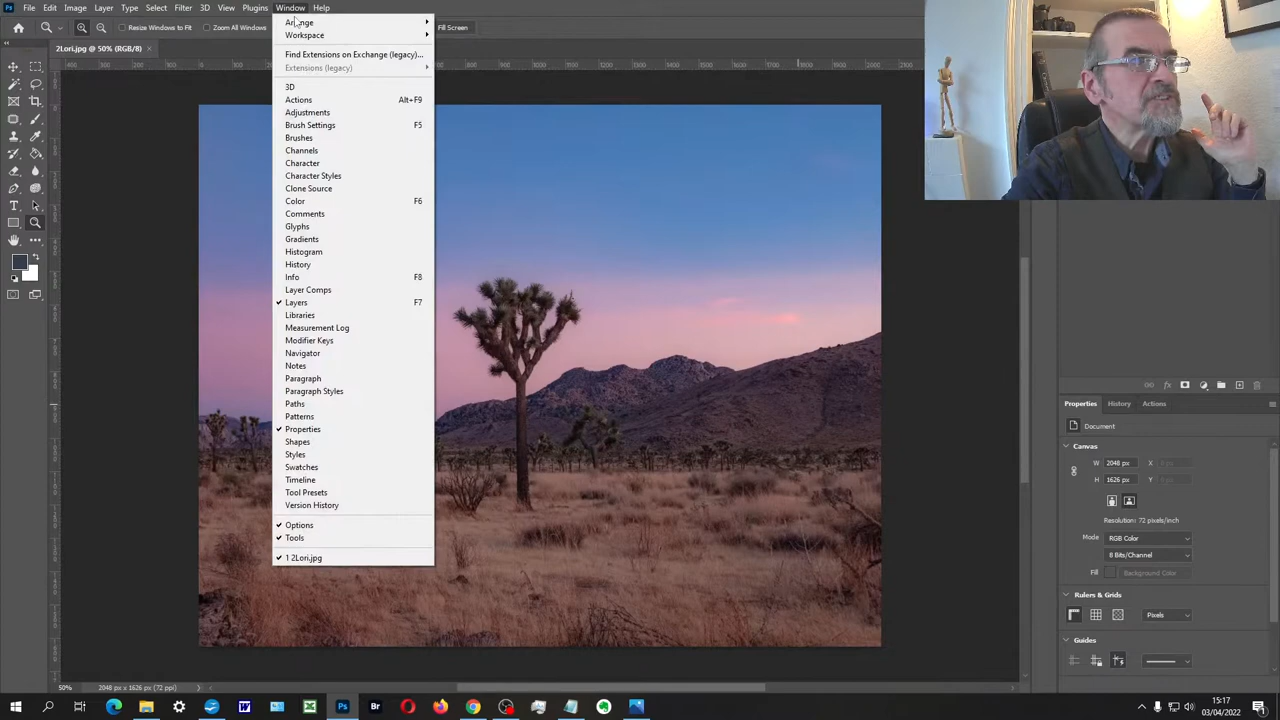 Ps Edit Image Layer Type Select Filter 3D View Plugins Window Help
Resize Windows to Fit Zoom All Windows Fill Screen
2Lori.jpg @ 50% (RGB/8) ×
Arrange
Workspace
Find Extensions on Exchange (legacy)...
Extensions (legacy)
3D
Actions Alt+F9
Adjustments
Brush Settings F5
Brushes
Channels
Character
Character Styles
Clone Source
Color F6
Comments
Glyphs
Gradients
Histogram
History
Info F8
Layer Comps
Layers F7
Libraries
Measurement Log
Modifier Keys
Navigator
Notes
Paragraph
Paragraph Styles
Paths
Patterns
Properties
Shapes
Styles
Swatches
Timeline
Tool Presets
Version History
Options
Tools
1 2Lori.jpg
Properties History Actions
Document
Canvas
W 2048 px X
H 1626 px Y
Resolution: 72 pixels/inch
Mode RGB Color
8 Bits/Channel
Fill Background Color
Rulers & Grids
Pixels
Guides
50% 2048 px x 1626 px (72 ppi)
Ps Br
15:17
03/04/2022